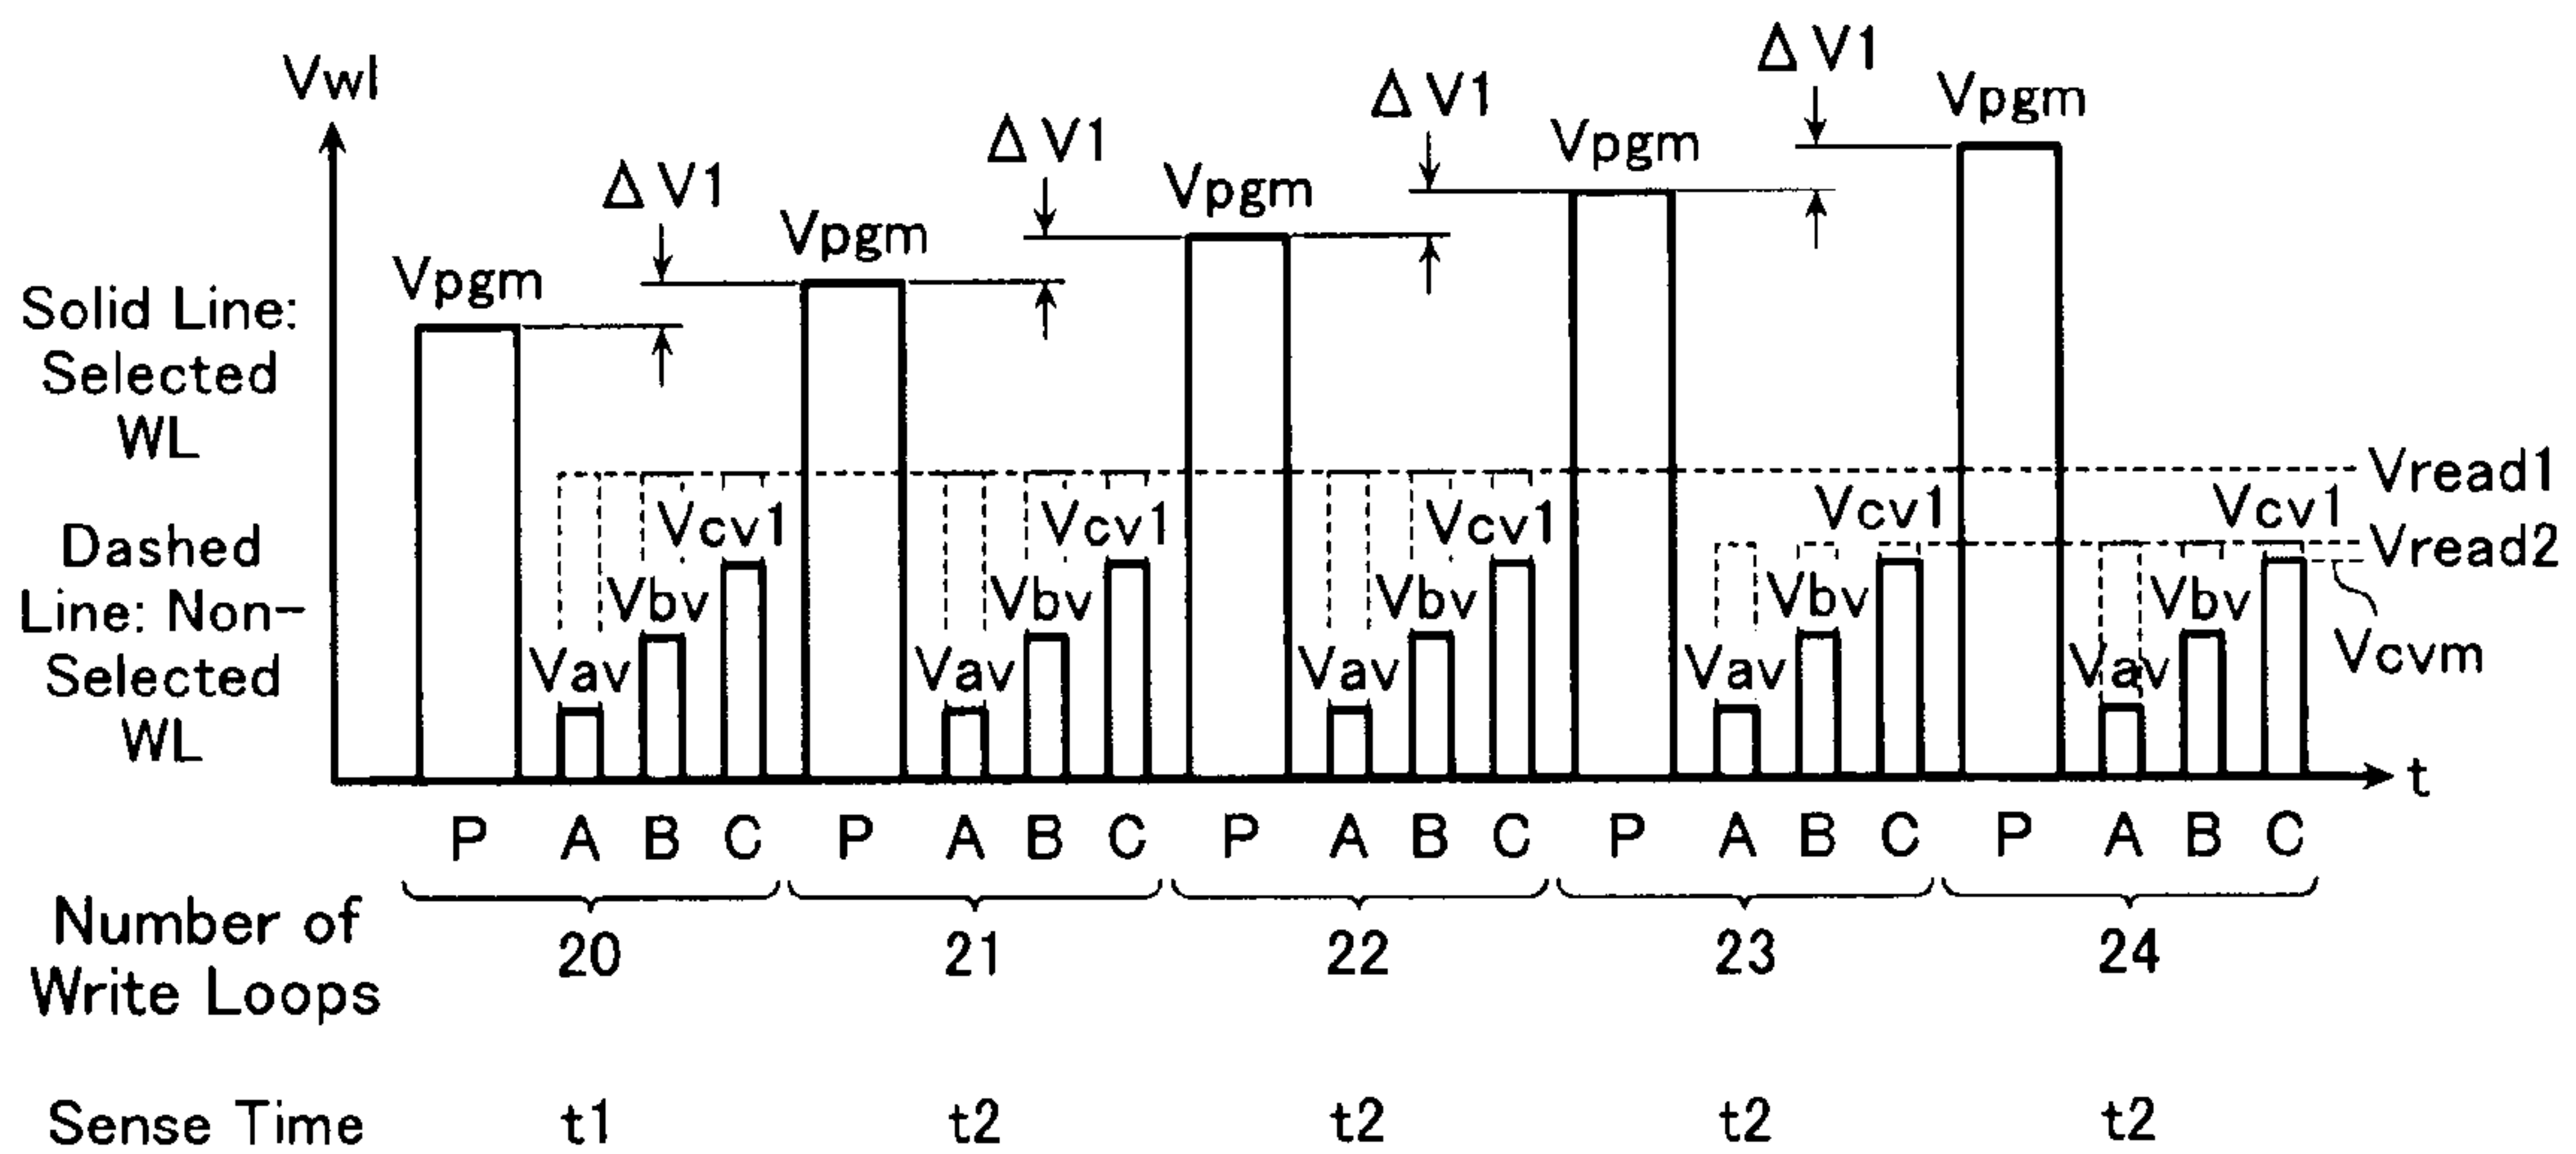 Vwl
ΔV1
ΔV1
ΔV1
ΔV1
Vpgm
Vpgm
Vpgm
Vpgm
Vpgm
Solid Line:
Selected
WL
Dashed
Line: Non-
Selected
WL
Vread1
Vread2
Vcvm
Vav
Vbv
Vcv1
Vav
Vbv
Vcv1
Vav
Vbv
Vcv1
Vav
Vbv
Vcv1
Vav
Vbv
Vcv1
t
P A B C P A B C P A B C P A B C P A B C
Number of
Write Loops
20 21 22 23 24
Sense Time t1 t2 t2 t2 t2